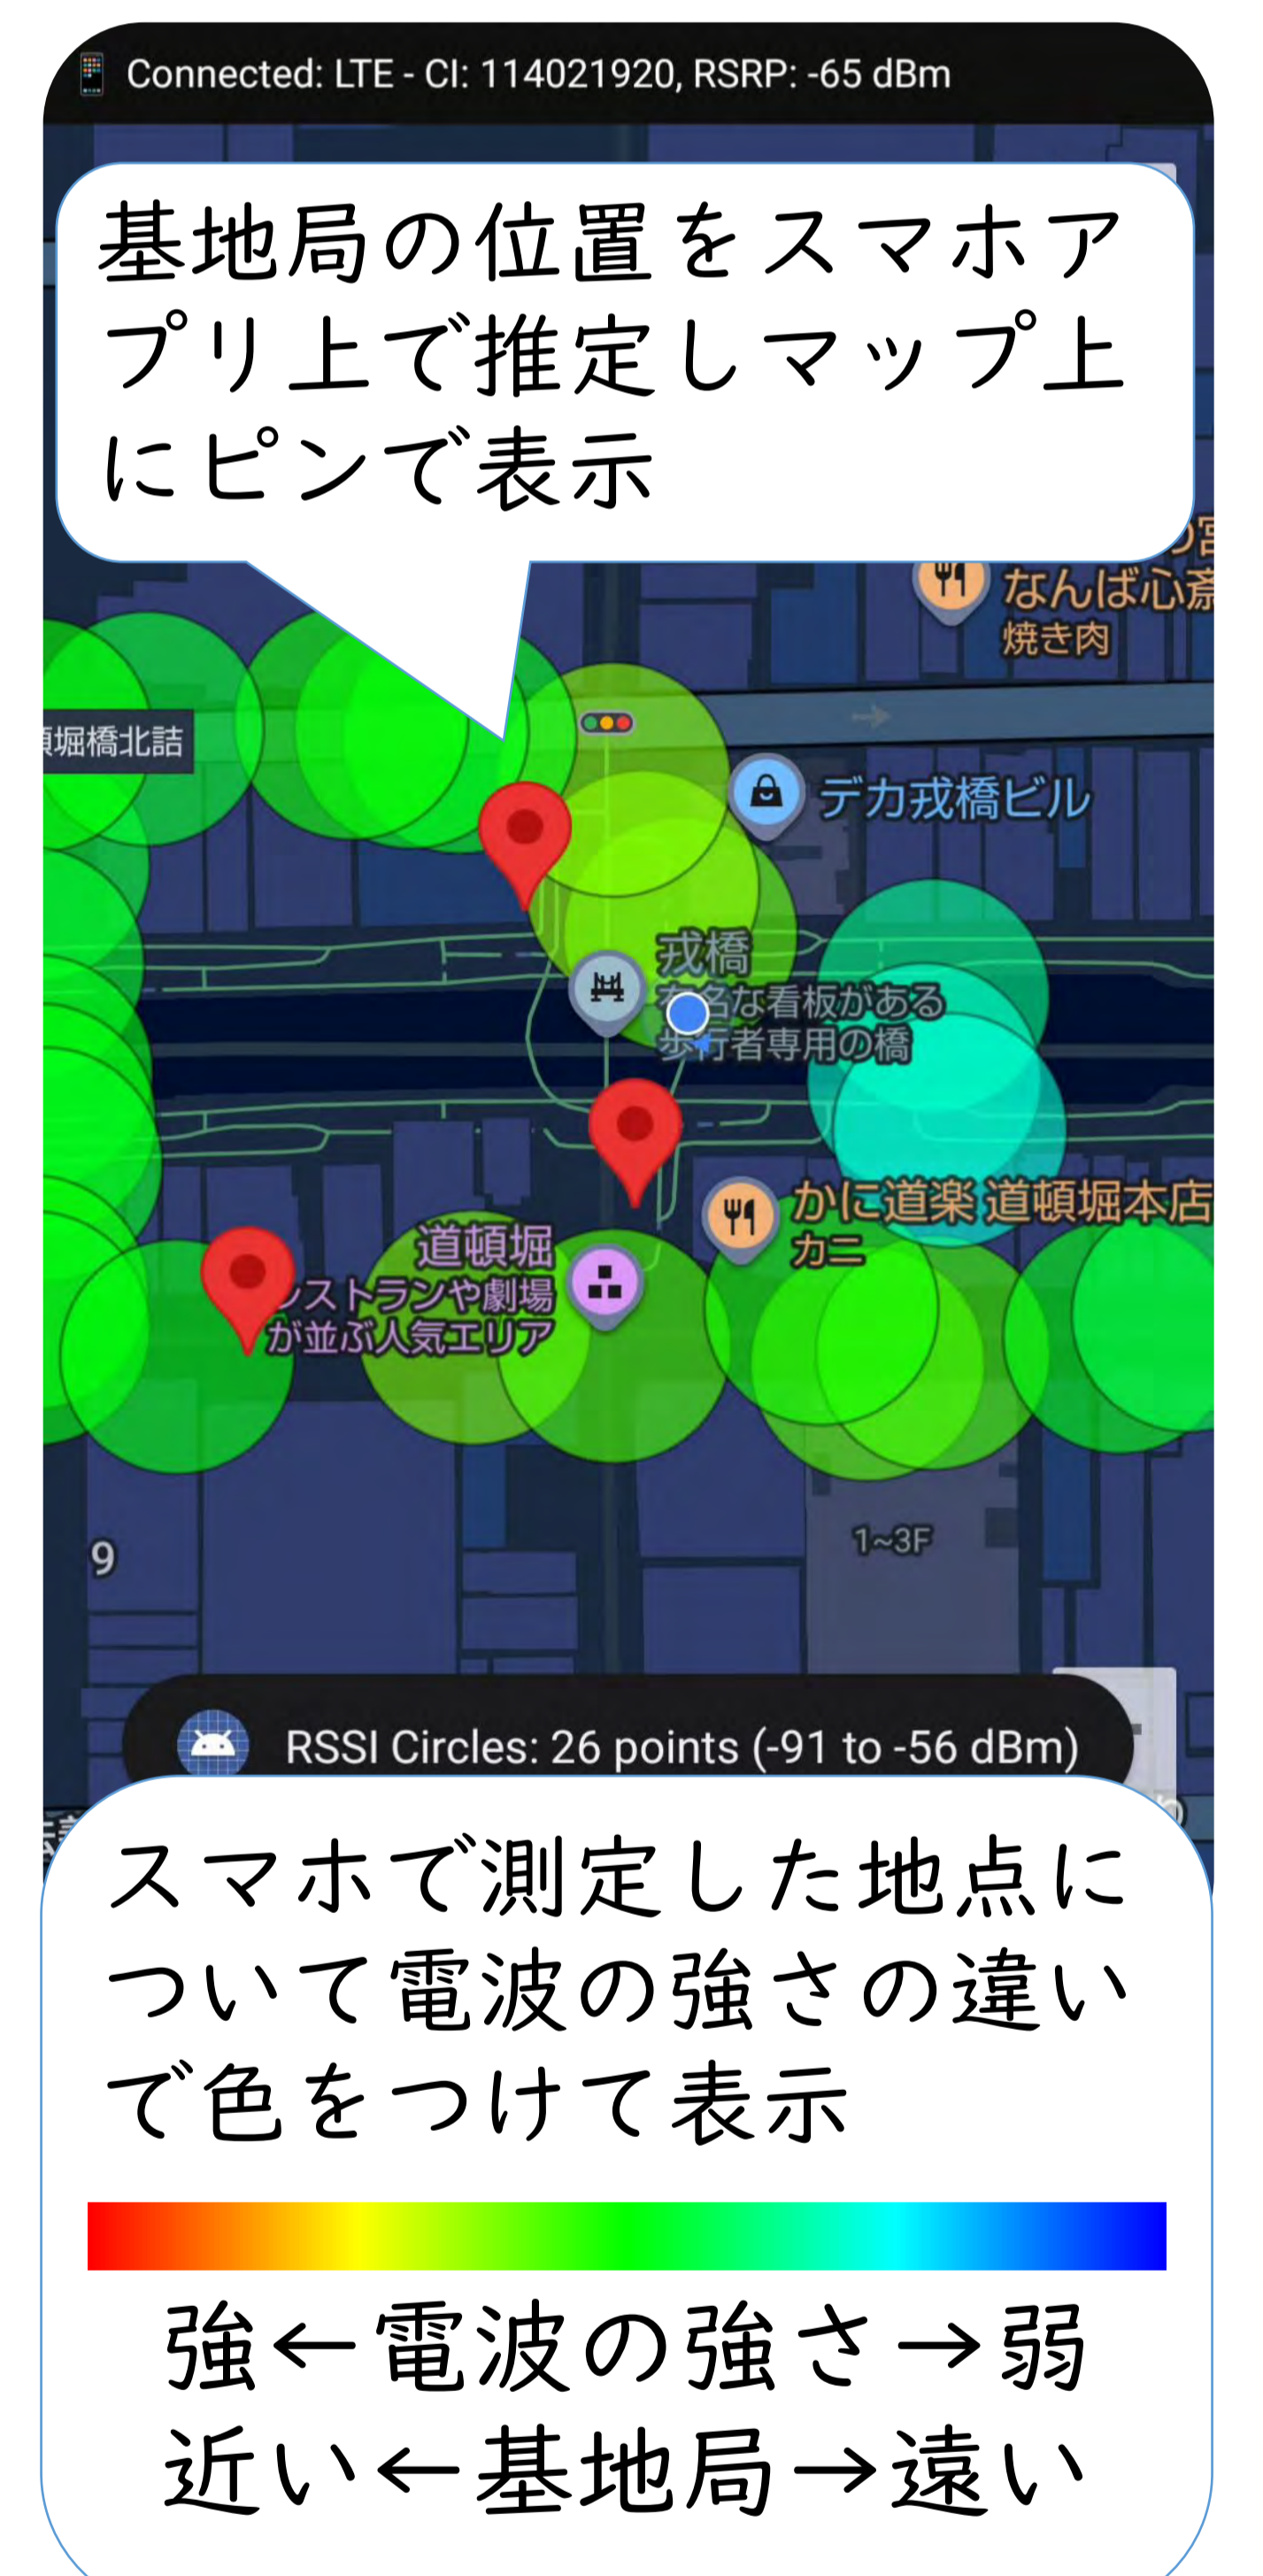 Connected: LTE - CI: 114021920, RSRP: -65 dBm
基地局の位置をスマホア
プリ上で推定しマップ上
にピンで表示
なんば心斎
焼き肉
堀橋北詰
デカ戎橋ビル
戎橋
有名な看板がある
歩行者専用の橋
かに道楽 道頓堀本店
カニ
道頓堀
レストランや劇場
が並ぶ人気エリア
9
1~3F
RSSI Circles: 26 points (-91 to -56 dBm)
スマホで測定した地点に
ついて電波の強さの違い
で色をつけて表示
強←電波の強さ→弱
近い←基地局→遠い